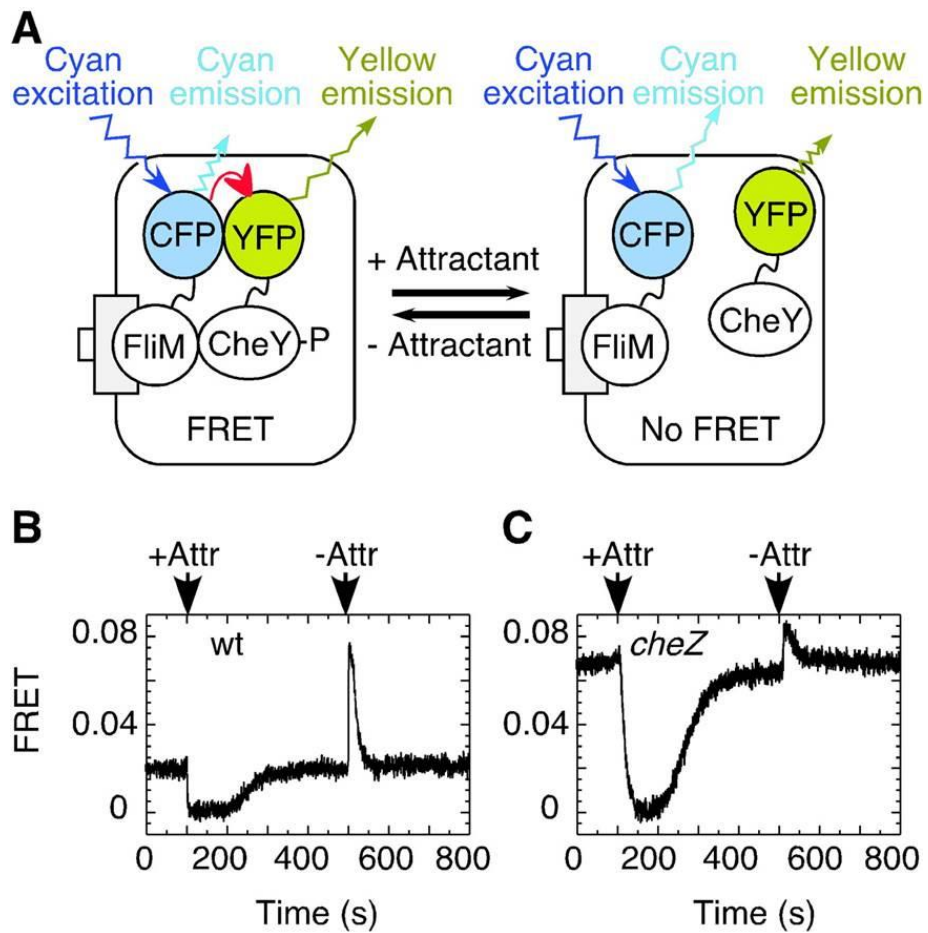 A
Cyan excitation
Cyan emission
Yellow emission
Cyan excitation
Cyan emission
Yellow emission
CFP
YFP
CFP
YFP
+ Attractant
- Attractant
FliM
CheY-P
FliM
CheY
FRET
No FRET
B
+Attr
-Attr
C
+Attr
-Attr
wt
cheZ
FRET
0.08
0.04
0
0.08
0.04
0
0 200 400 600 800
0 200 400 600 800
Time (s)
Time (s)